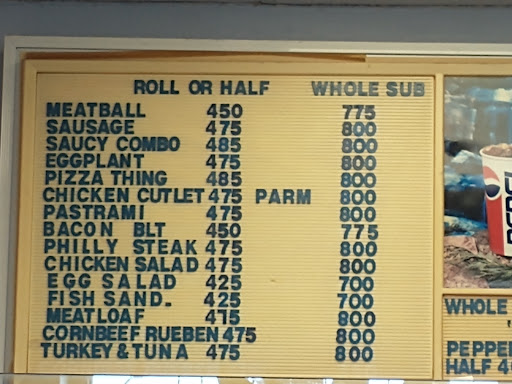 ROLL OR HALF WHOLE SUB
MEATBALL 450 775
SAUSAGE 475 800
SAUCY COMBO 485 800
EGGPLANT 475 800
PIZZA THING 485 800
CHICKEN CUTLET 475 PARM 800
PASTRAMI 475 800
BACON BLT 450 775
PHILLY STEAK 475 800
CHICKEN SALAD 475 800
EGG SALAD 425 700
FISH SAND. 425 700
MEATLOAF 415 800
CORNBEEF RUEBEN 475 800
TURKEY & TUNA 475 800
PEPSI
WHOLE
PEPPE
HALF 4